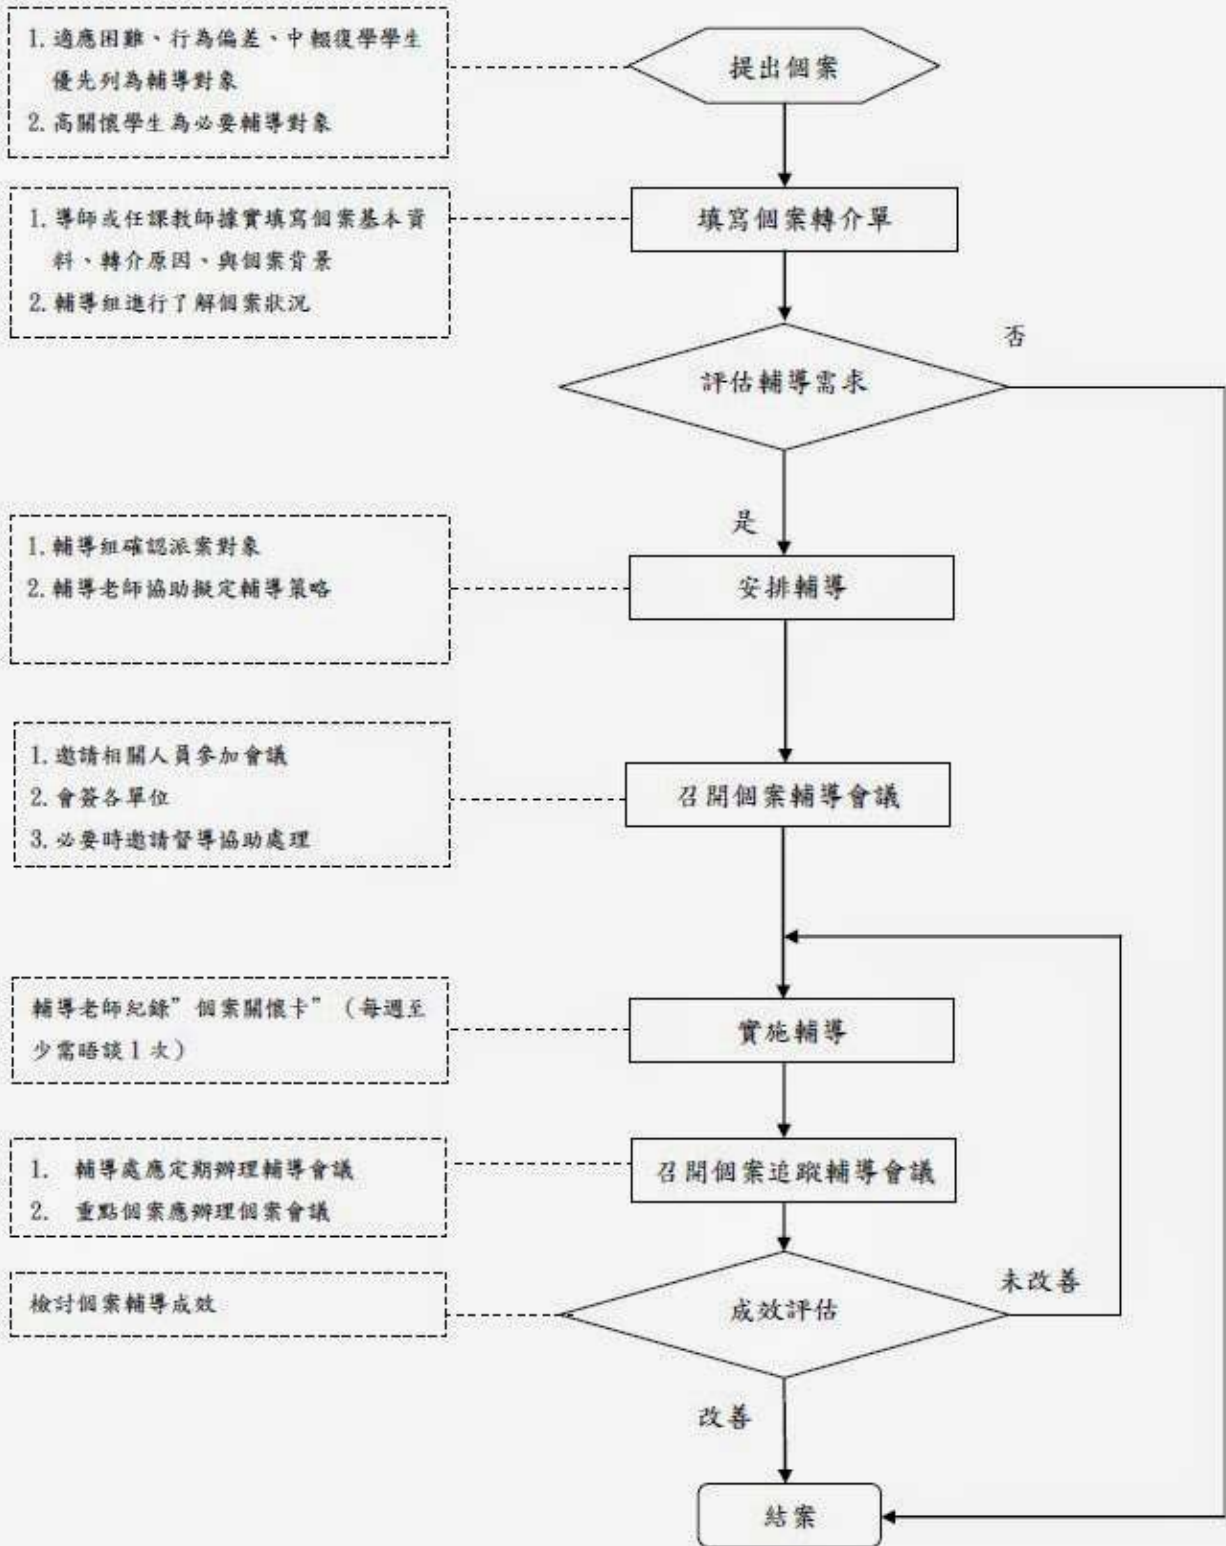 1. 適應困難、行為偏差、中輟復學學生
優先列為輔導對象
2. 高關懷學生為必要輔導對象
提出個案
1. 導師或任課教師據實填寫個案基本資
料、轉介原因、與個案背景
2. 輔導組進行了解個案狀況
填寫個案轉介單
評估輔導需求
否
是
1. 輔導組確認派案對象
2. 輔導老師協助擬定輔導策略
安排輔導
1. 邀請相關人員參加會議
2. 會簽各單位
3. 必要時邀請督導協助處理
召開個案輔導會議
輔導老師紀錄”個案關懷卡”（每週至
少需晤談 1 次）
實施輔導
1. 輔導處應定期辦理輔導會議
2. 重點個案應辦理個案會議
召開個案追蹤輔導會議
檢討個案輔導成效
成效評估
未改善
改善
結案